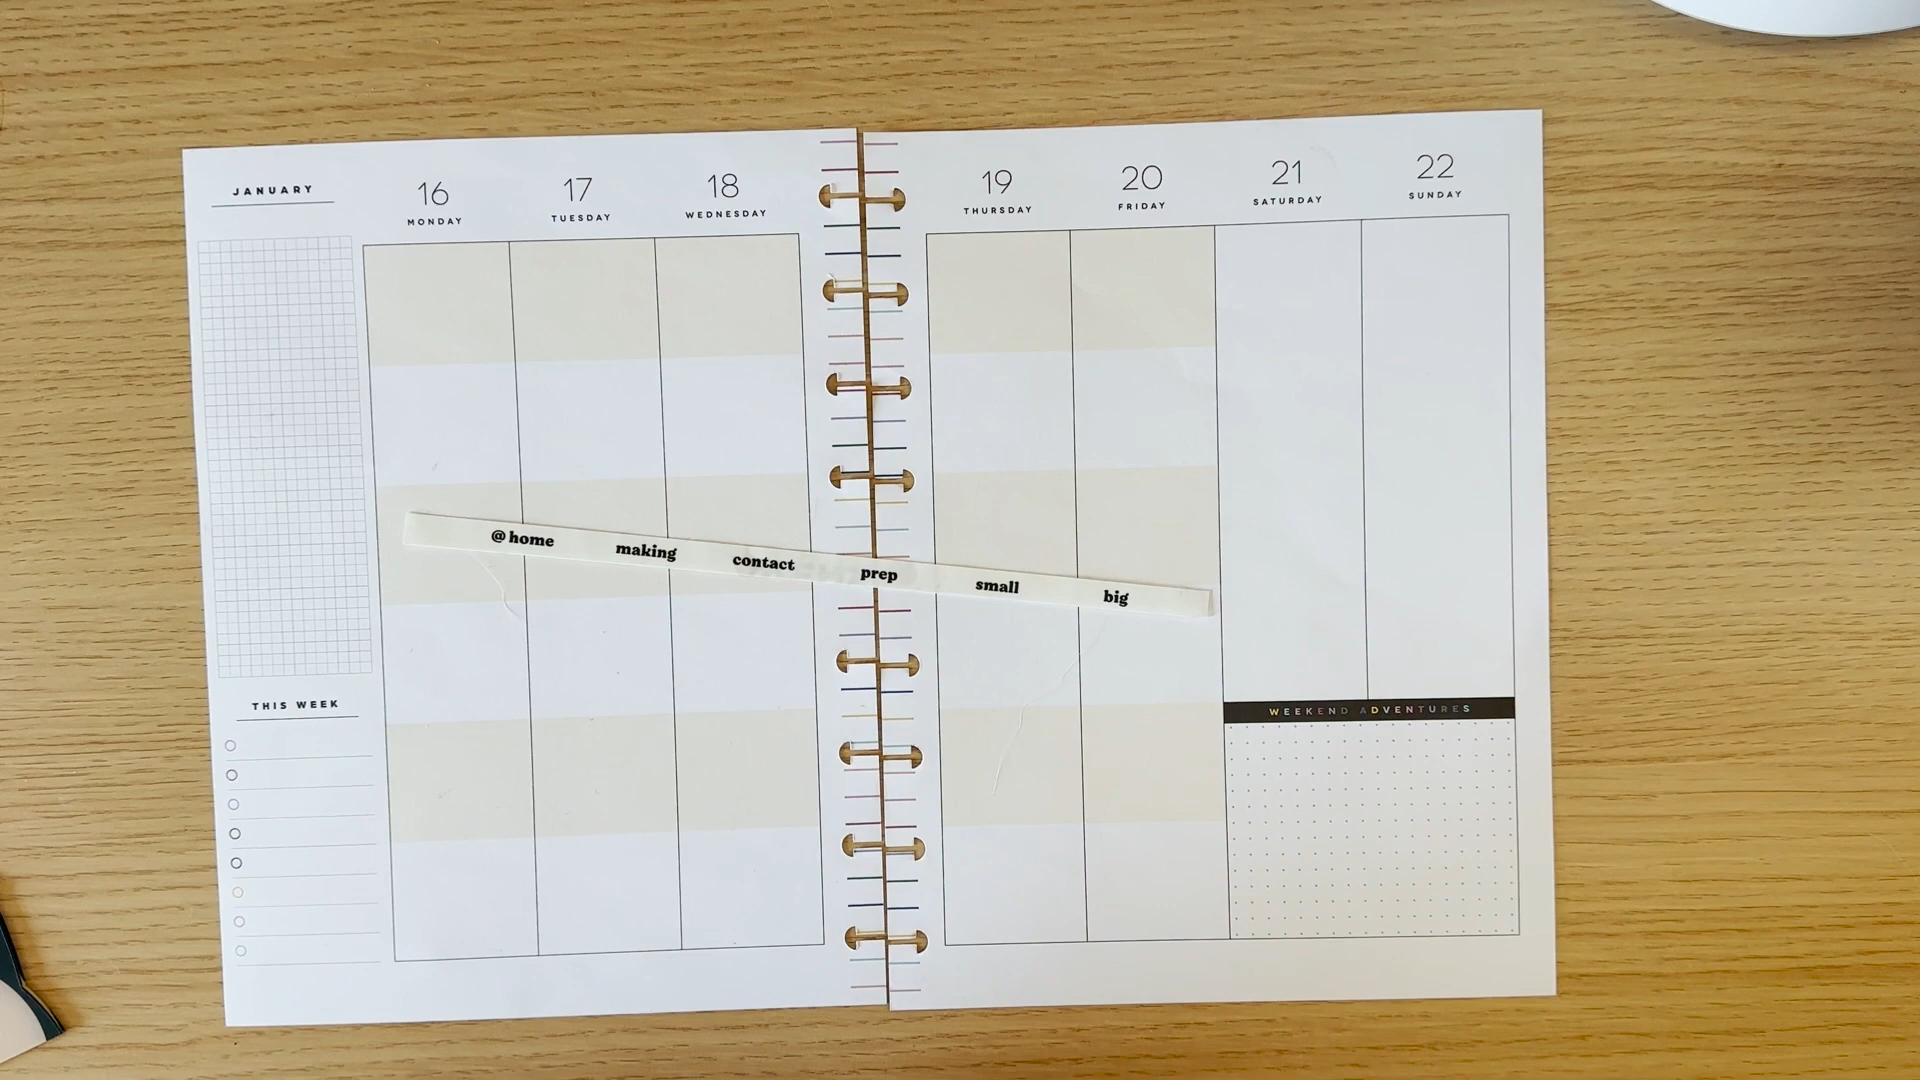 JANUARY
16 17 18 19 20 21 22
MONDAY TUESDAY WEDNESDAY THURSDAY FRIDAY SATURDAY SUNDAY
@home making contact prep small big
THIS WEEK
WEEKEND ADVENTURES